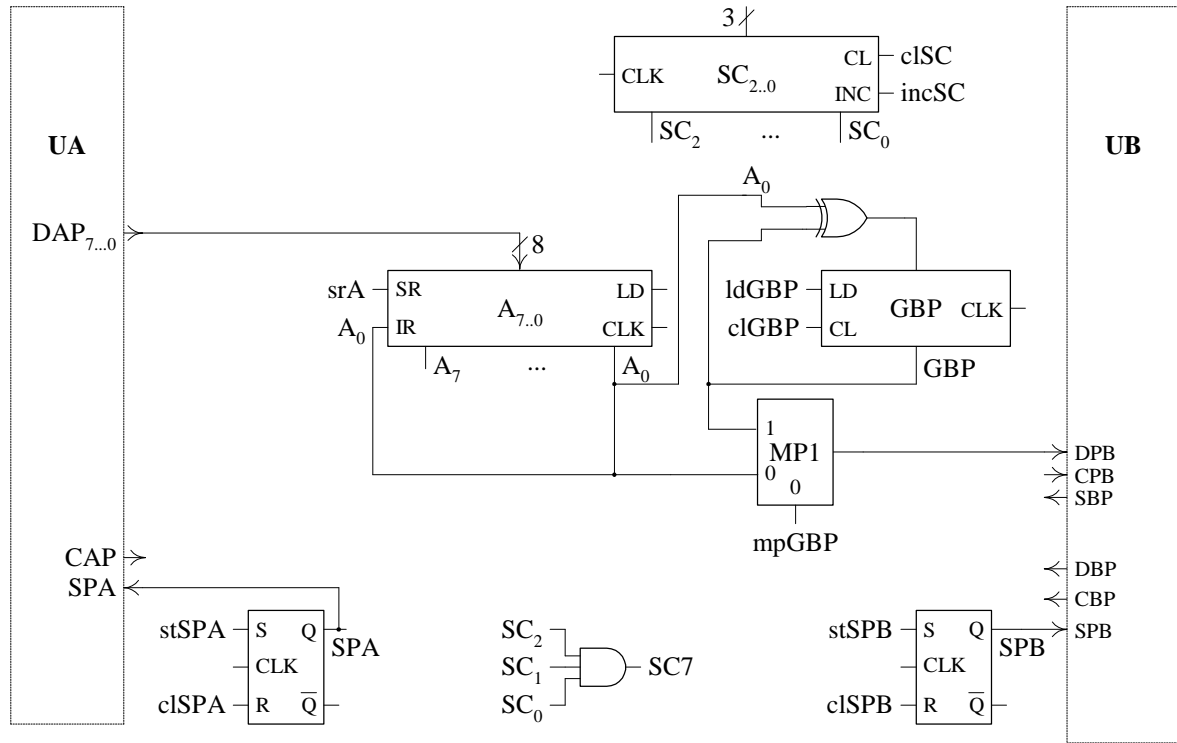 3
CLK
SC₂..₀
CL
clSC
INC
incSC
SC₂
...
SC₀
UA
UB
DAP₇...₀
8
A₀
srA
SR
A₇..₀
LD
A₀
IR
CLK
A₇
...
A₀
ldGBP
LD
GBP
CLK
clGBP
CL
GBP
1
MP1
0
0
mpGBP
DPB
CPB
SBP
CAP
SPA
DBP
CBP
SPB
stSPA
S
Q
SPA
CLK
clSPA
R
Q̅
SC₂
SC₁
SC7
SC₀
stSPB
S
Q
SPB
CLK
clSPB
R
Q̅